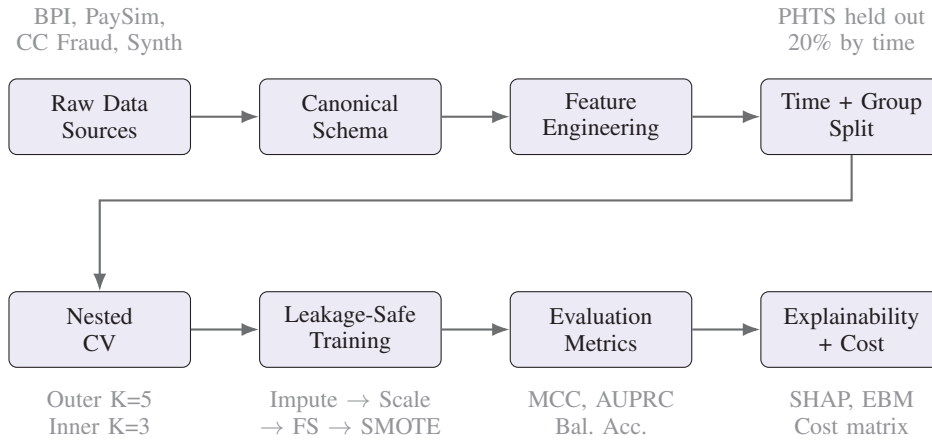 BPI, PaySim,
CC Fraud, Synth
PHTS held out
20% by time
Raw Data
Sources
Canonical
Schema
Feature
Engineering
Time + Group
Split
Nested
CV
Leakage-Safe
Training
Evaluation
Metrics
Explainability
+ Cost
Outer K=5
Inner K=3
Impute → Scale
→ FS → SMOTE
MCC, AUPRC
Bal. Acc.
SHAP, EBM
Cost matrix